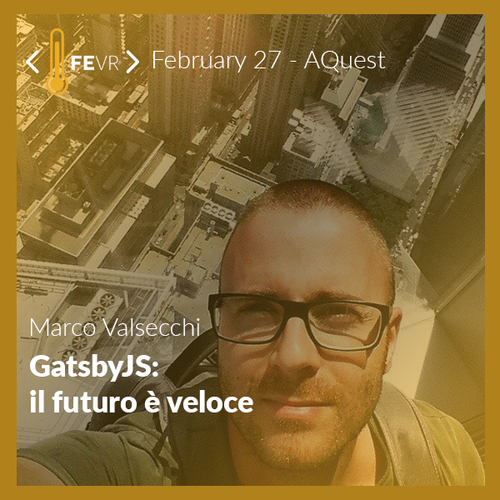 <FEVR> February 27 - AQuest
Marco Valsecchi
GatsbyJS:
il futuro è veloce